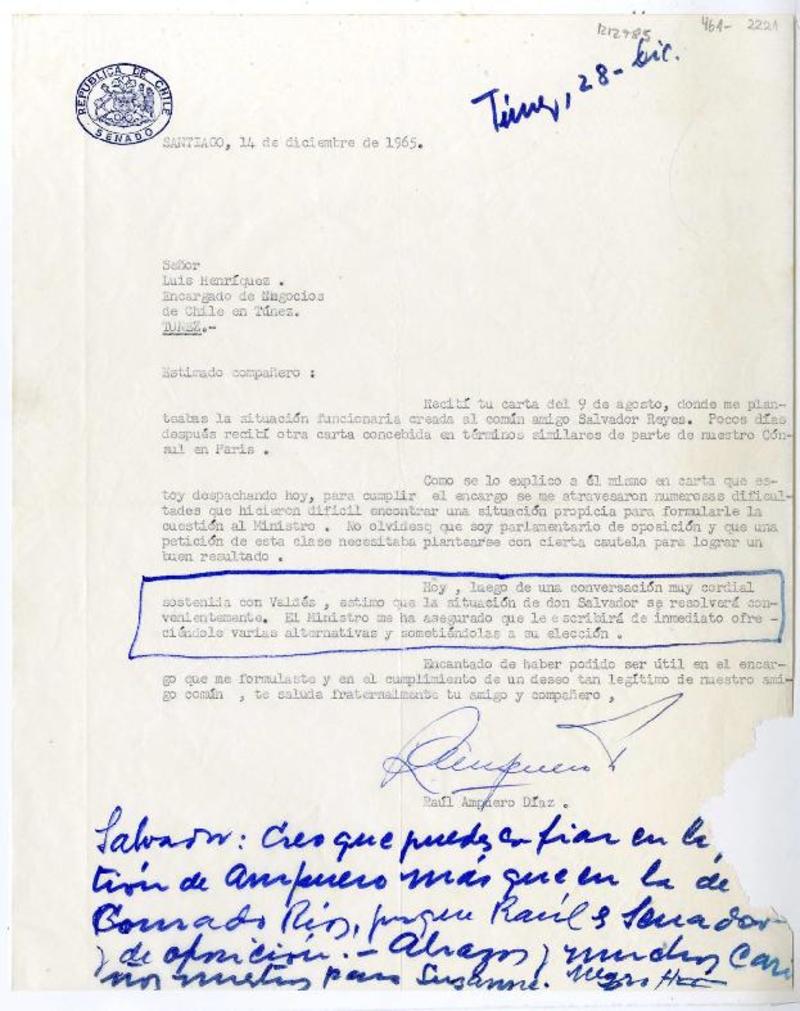 1212785 464- 2221
Túnez, 28-Dic.
REPUBLICA DE CHILE
SENADO
SANTIAGO, 14 de diciembre de 1965.
Señor
Luis Henríquez .
Encargado de Negocios
de Chile en Túnez.
TUNEZ.-
Estimado compañero :
Recibí tu carta del 9 de agosto, donde me plan-
teabas la situación funcionaria creada al común amigo Salvador Reyes. Pocos días
después recibí otra carta concebida en términos similares de parte de nuestro Cón-
sul en Paris .
Como se lo explico a él mismo en carta que es-
toy despachando hoy, para cumplir el encargo se me atravesaron numerosas dificul-
tades que hicieron difícil encontrar una situación propicia para formularle la
cuestión al Ministro . No olvidesq que soy parlamentario de oposición y que una
petición de esta clase necesitaba plantearse con cierta cautela para lograr un
buen resultado .
Hoy , luego de una conversación muy cordial
sostenida con Valdés , estimo que la situación de don Salvador se resolverá con-
venientemente. El Ministro me ha asegurado que le escribirá de inmediato ofre-
ciéndole varias alternativas y sometiéndolas a su elección .
Encantado de haber podido ser útil en el encar-
go que me formulaste y en el cumplimiento de un deseo tan legítimo de nuestro ami-
go común , te saluda fraternalmente tu amigo y compañero ,
RAmpuero
Raúl Ampuero Díaz .
Salvador: Creo que puedes confiar en la
tión de Ampuero más que en la de
Conrado Ríos, porque Raúl es Senador
y de oposición.- Abrazos y muchos cari
ños nuestros para Susanne. Negro